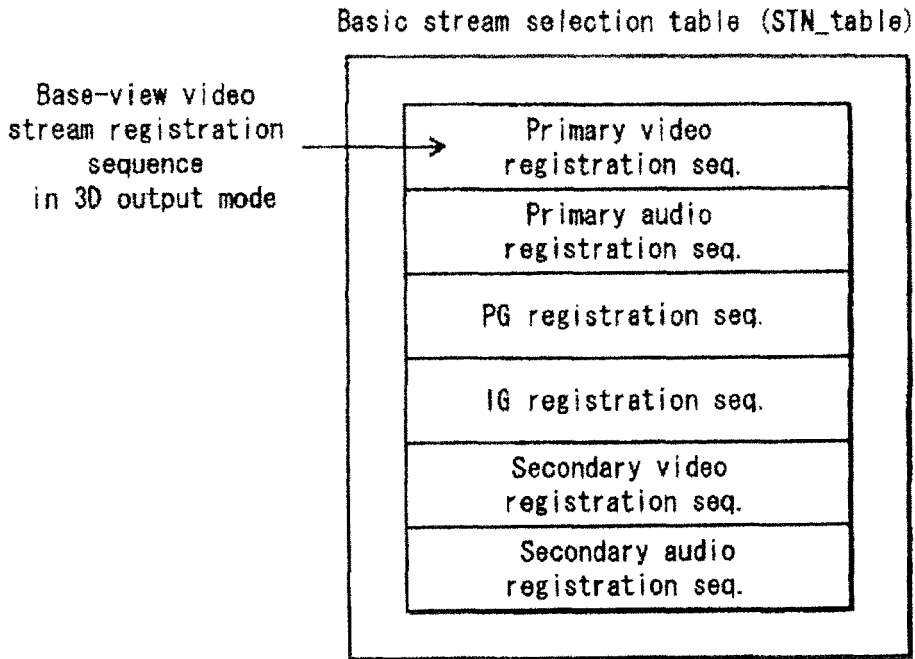 Basic stream selection table (STN_table)
Base-view video
stream registration
sequence
in 3D output mode
Primary video
registration seq.
Primary audio
registration seq.
PG registration seq.
IG registration seq.
Secondary video
registration seq.
Secondary audio
registration seq.